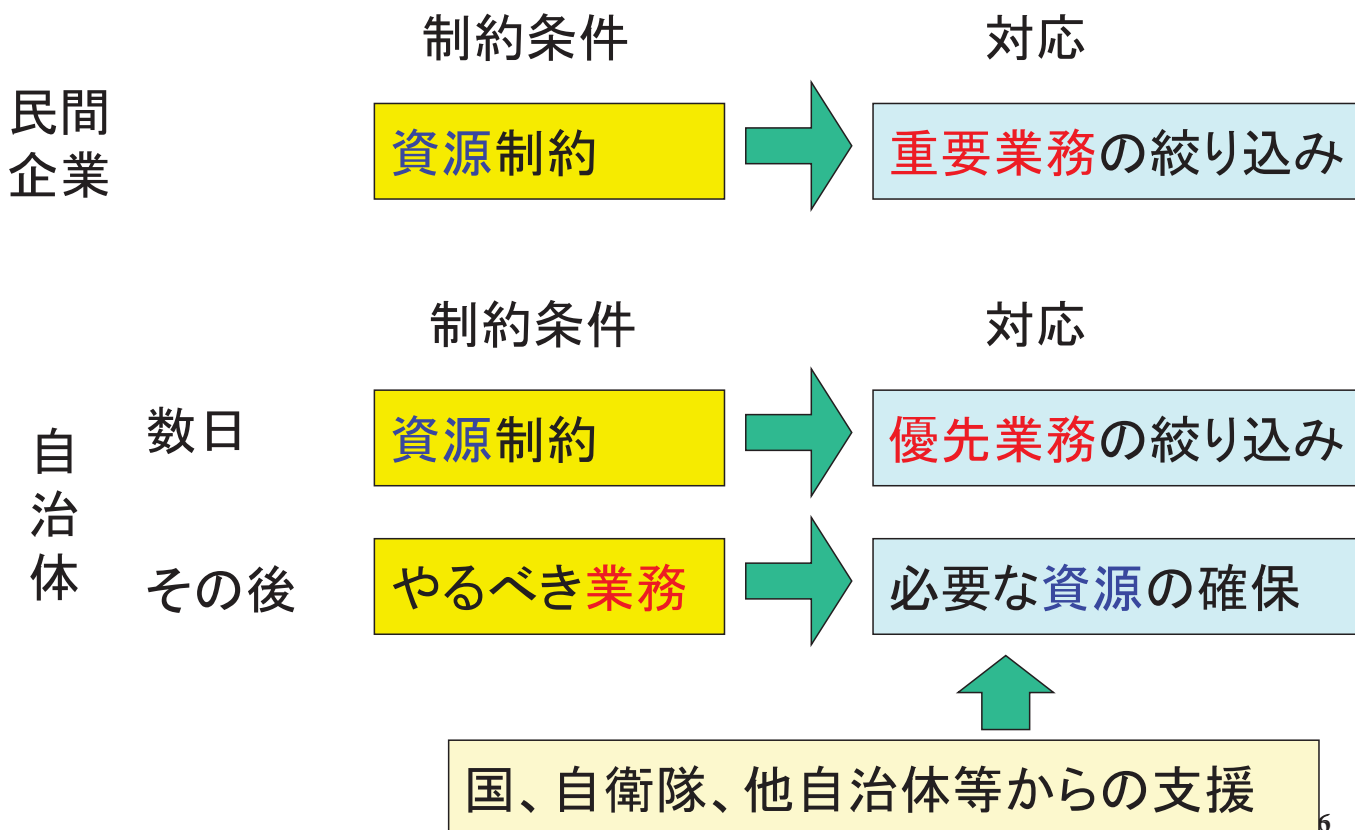 制約条件 対応
民間
企業
資源制約 重要業務の絞り込み
制約条件 対応
自治体
数日 資源制約 優先業務の絞り込み
その後 やるべき業務 必要な資源の確保
国、自衛隊、他自治体等からの支援
6